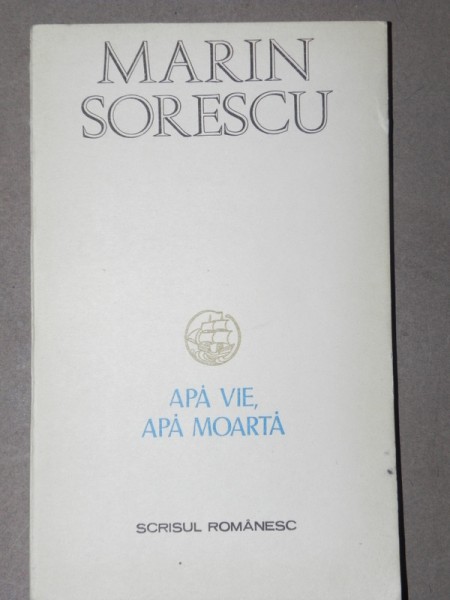 MARIN
SORESCU
APĂ VIE,
APĂ MOARTĂ
SCRISUL ROMÂNESC